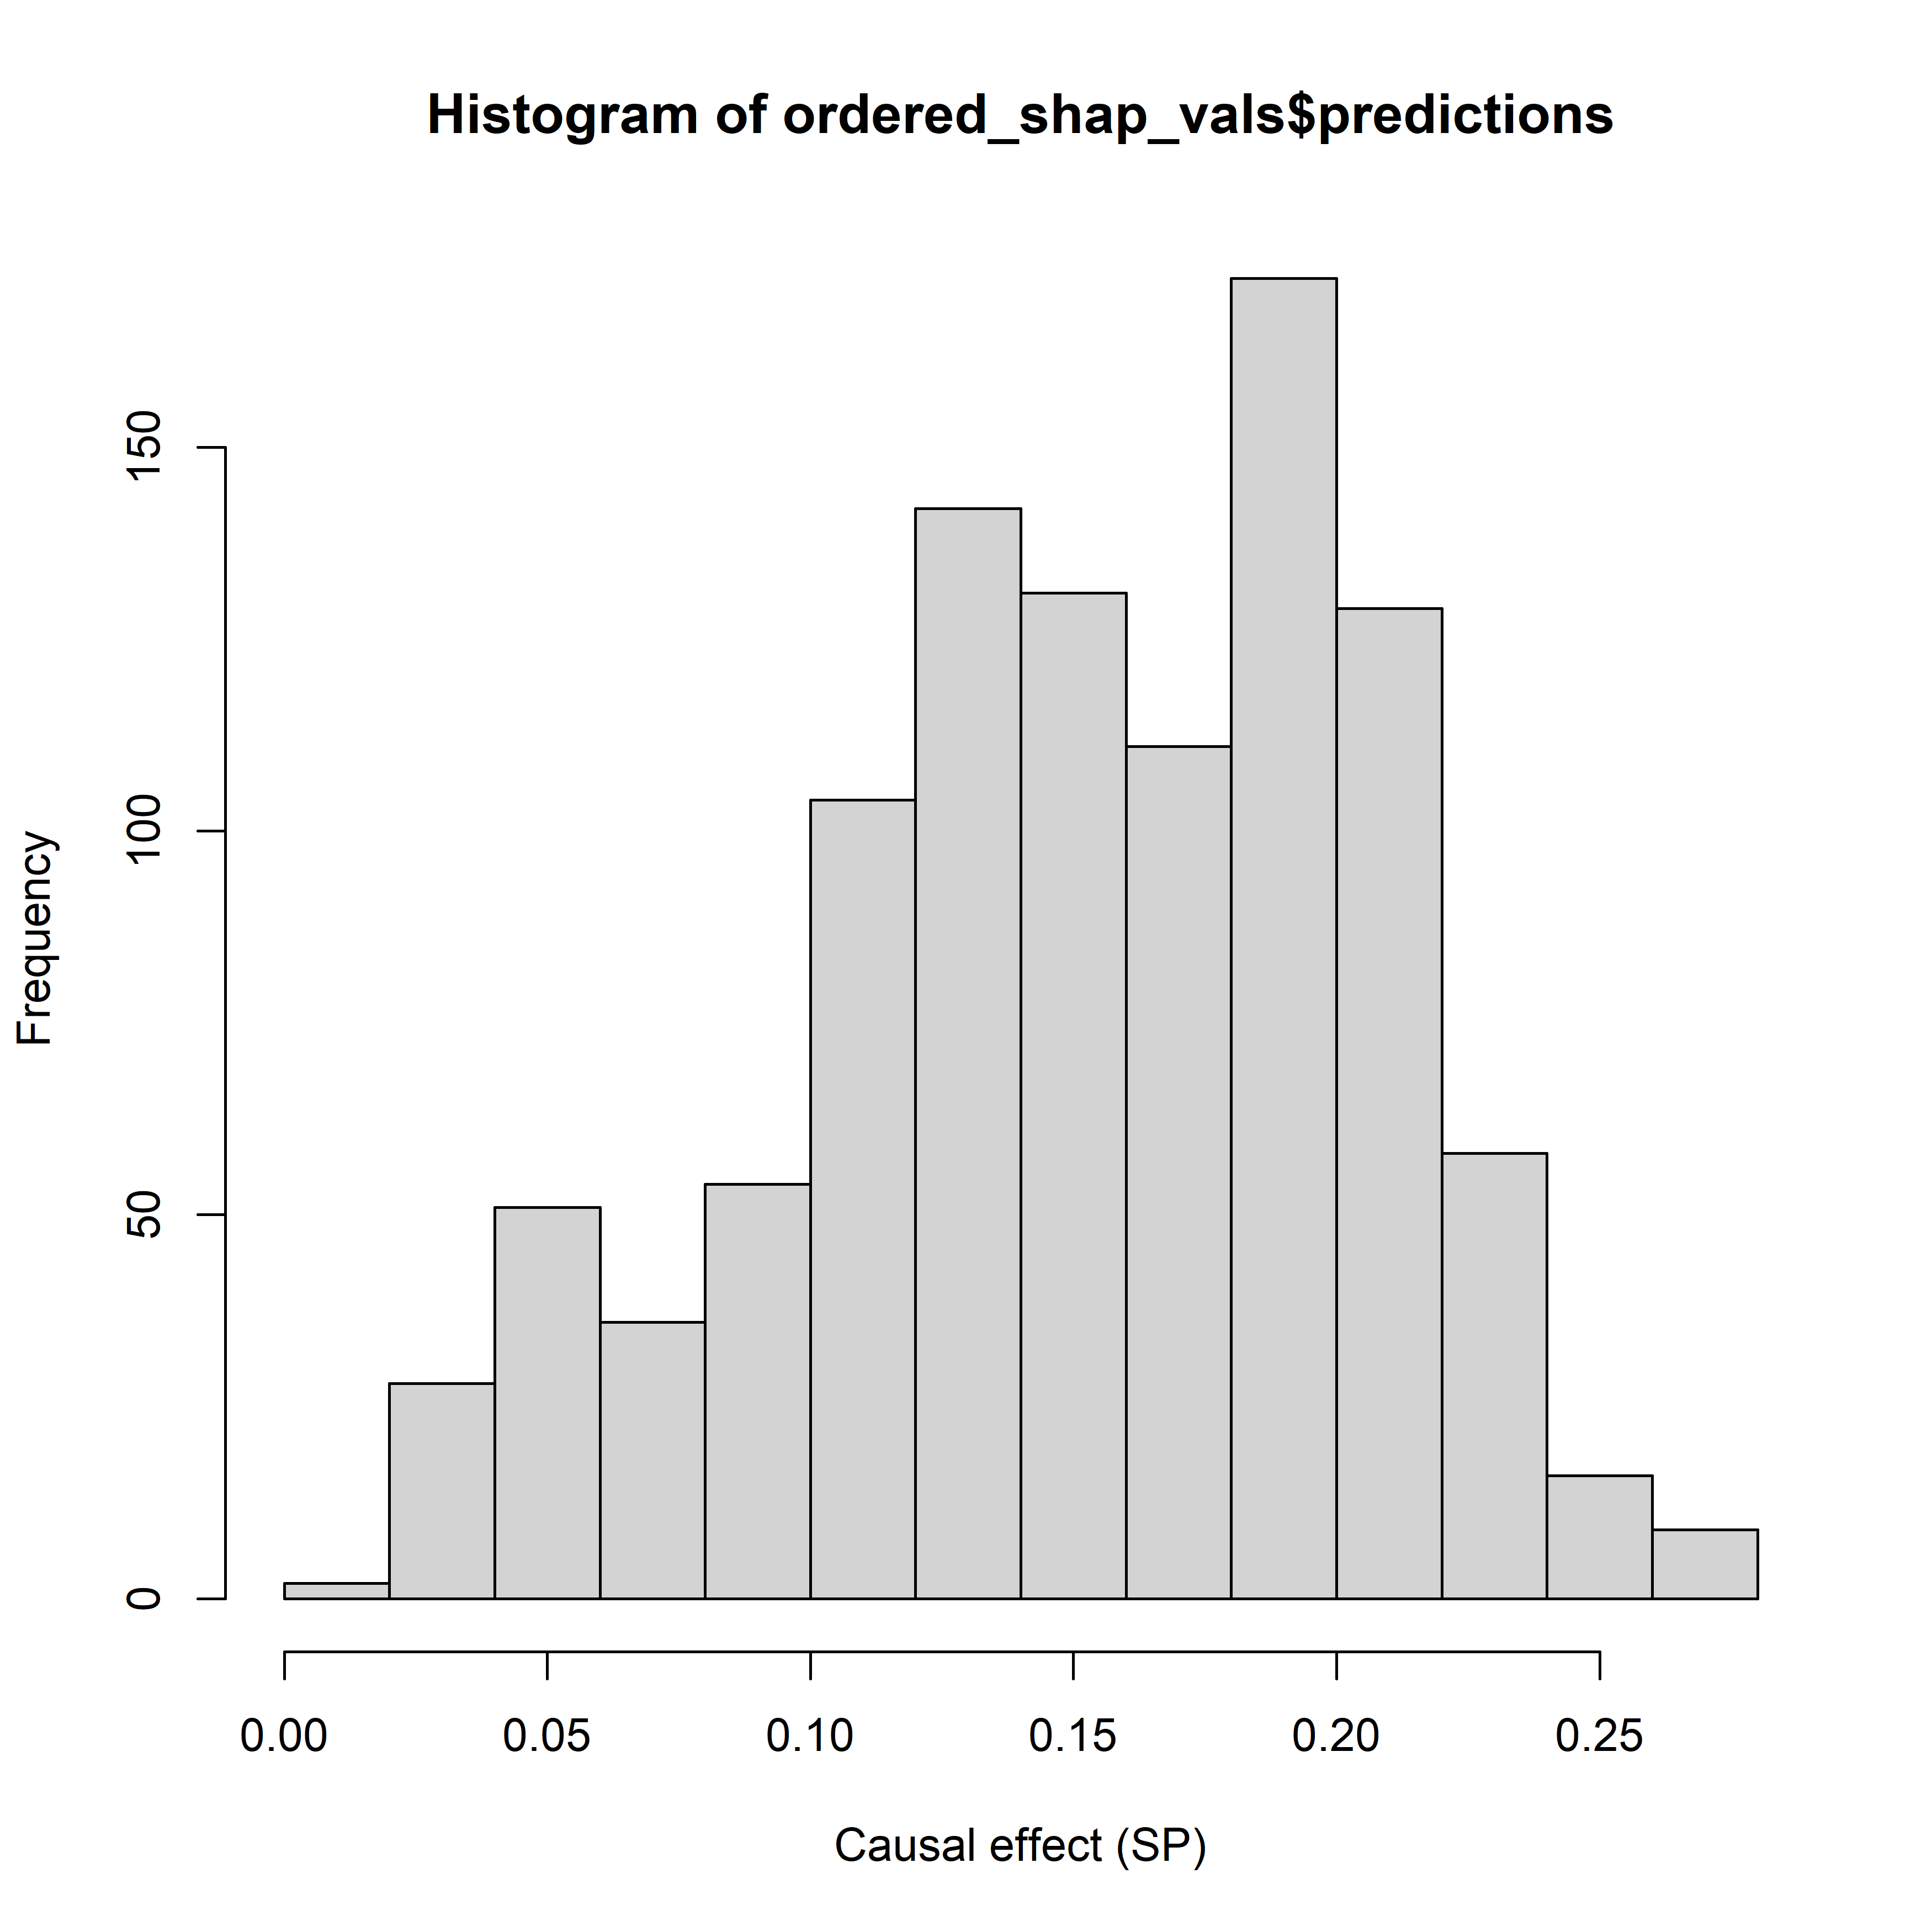 Histogram of ordered_shap_vals$predictions
Frequency
150
100
50
0
0.00 0.05 0.10 0.15 0.20 0.25
Causal effect (SP)